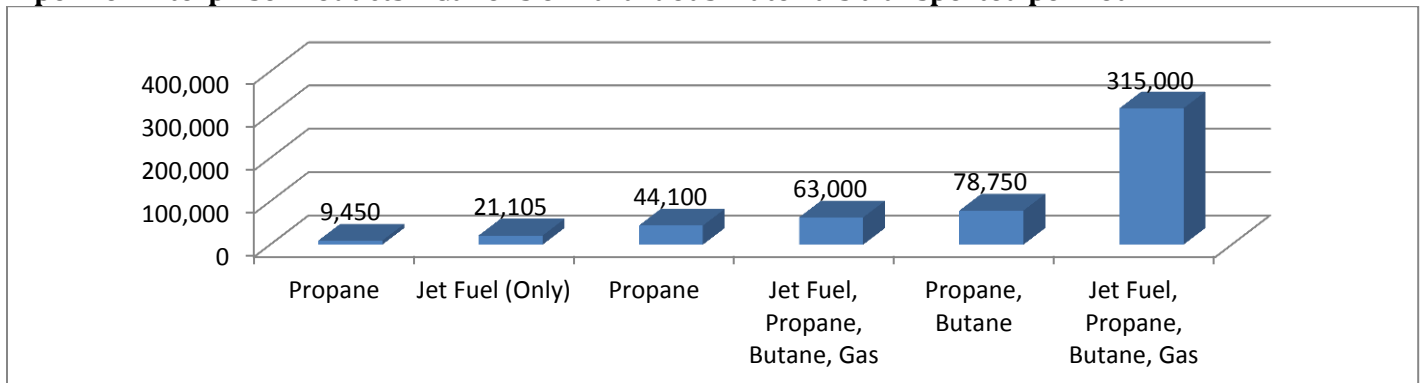 400,000
300,000
200,000
100,000
0
9,450
21,105
44,100
63,000
78,750
315,000
Propane
Jet Fuel (Only)
Propane
Jet Fuel,
Propane,
Butane, Gas
Propane,
Butane
Jet Fuel,
Propane,
Butane, Gas